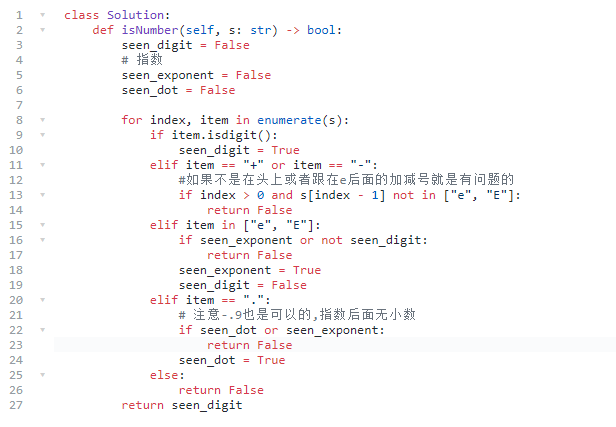 1 class Solution:
2     def isNumber(self, s: str) -> bool:
3         seen_digit = False
4         # 指数
5         seen_exponent = False
6         seen_dot = False
7
8         for index, item in enumerate(s):
9             if item.isdigit():
10                 seen_digit = True
11             elif item == "+" or item == "-":
12                 #如果不是在头上或者跟在e后面的加减号就是有问题的
13                 if index > 0 and s[index - 1] not in ["e", "E"]:
14                     return False
15             elif item in ["e", "E"]:
16                 if seen_exponent or not seen_digit:
17                     return False
18                 seen_exponent = True
19                 seen_digit = False
20             elif item == ".":
21                 # 注意-.9也是可以的,指数后面无小数
22                 if seen_dot or seen_exponent:
23                     return False
24                 seen_dot = True
25             else:
26                 return False
27         return seen_digit